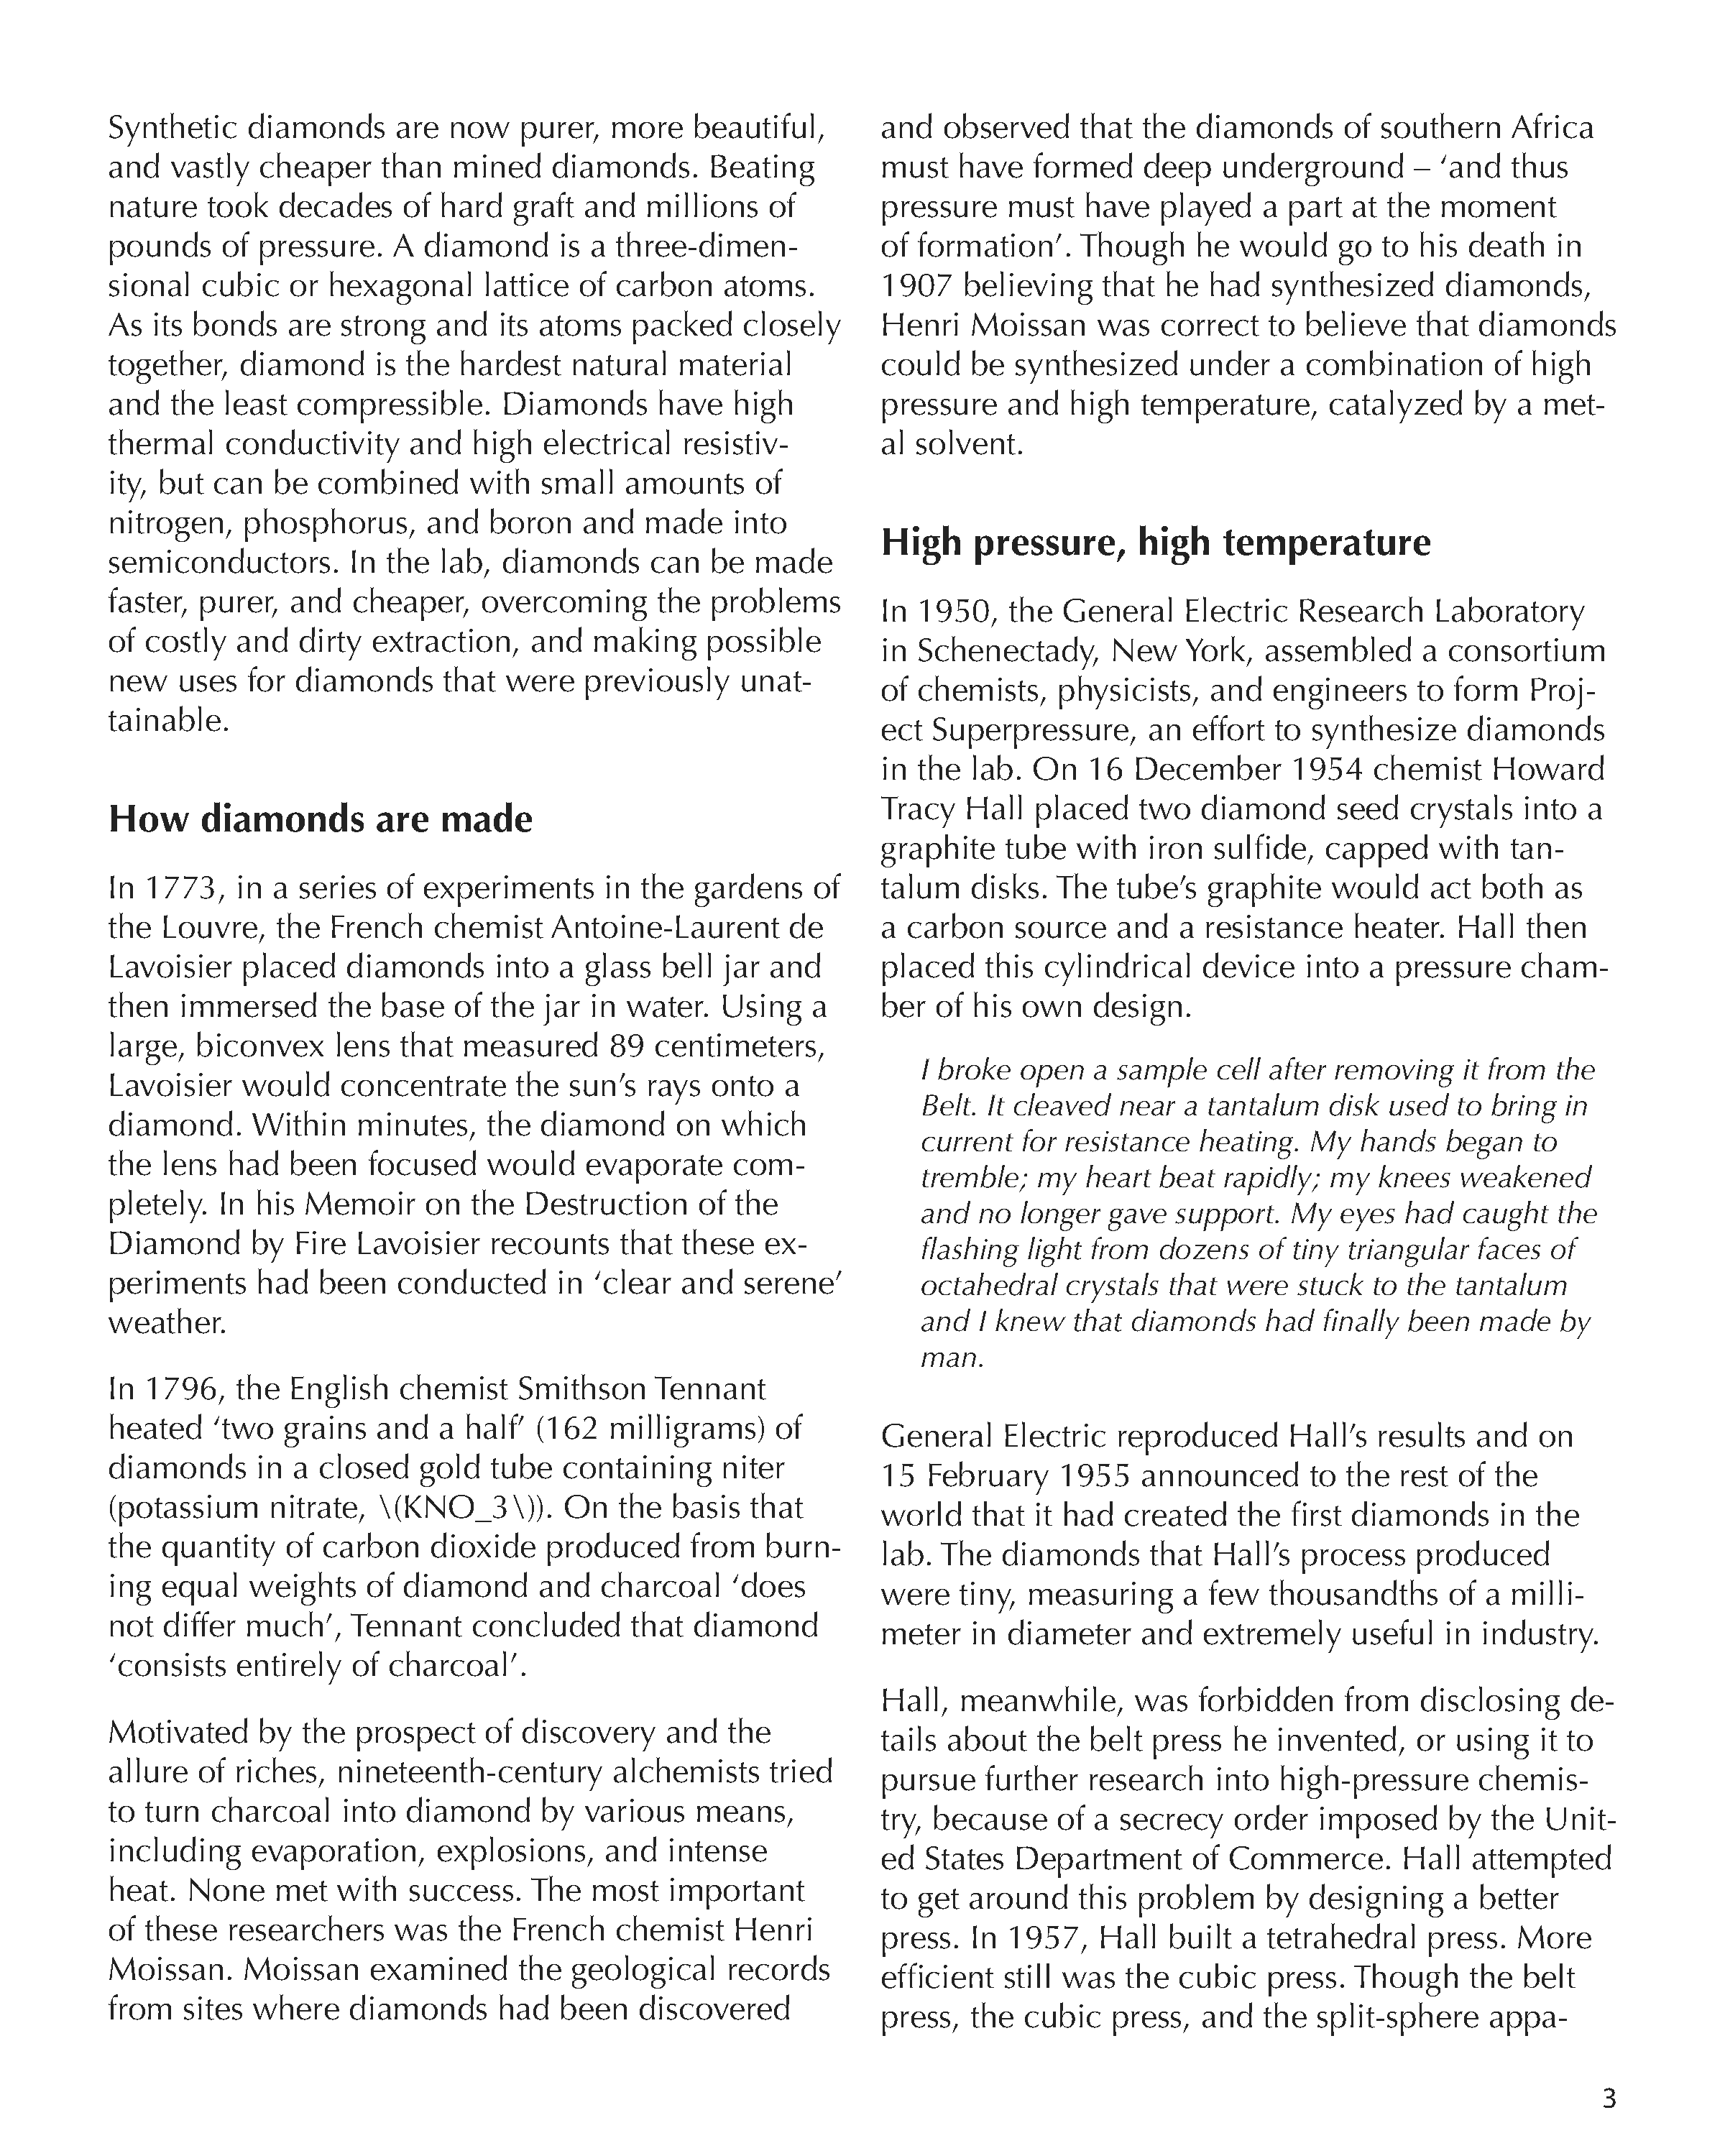 Synthetic diamonds are now purer, more beautiful,
and vastly cheaper than mined diamonds. Beating
nature took decades of hard graft and millions of
pounds of pressure. A diamond is a three-dimen-
sional cubic or hexagonal lattice of carbon atoms.
As its bonds are strong and its atoms packed closely
together, diamond is the hardest natural material
and the least compressible. Diamonds have high
thermal conductivity and high electrical resistiv-
ity, but can be combined with small amounts of
nitrogen, phosphorus, and boron and made into
semiconductors. In the lab, diamonds can be made
faster, purer, and cheaper, overcoming the problems
of costly and dirty extraction, and making possible
new uses for diamonds that were previously unat-
tainable.
How diamonds are made
In 1773, in a series of experiments in the gardens of
the Louvre, the French chemist Antoine-Laurent de
Lavoisier placed diamonds into a glass bell jar and
then immersed the base of the jar in water. Using a
large, biconvex lens that measured 89 centimeters,
Lavoisier would concentrate the sun’s rays onto a
diamond. Within minutes, the diamond on which
the lens had been focused would evaporate com-
pletely. In his Memoir on the Destruction of the
Diamond by Fire Lavoisier recounts that these ex-
periments had been conducted in ‘clear and serene’
weather.
In 1796, the English chemist Smithson Tennant
heated ‘two grains and a half’ (162 milligrams) of
diamonds in a closed gold tube containing niter
(potassium nitrate, \(KNO_3\)). On the basis that
the quantity of carbon dioxide produced from burn-
ing equal weights of diamond and charcoal ‘does
not differ much’, Tennant concluded that diamond
‘consists entirely of charcoal’.
Motivated by the prospect of discovery and the
allure of riches, nineteenth-century alchemists tried
to turn charcoal into diamond by various means,
including evaporation, explosions, and intense
heat. None met with success. The most important
of these researchers was the French chemist Henri
Moissan. Moissan examined the geological records
from sites where diamonds had been discovered
and observed that the diamonds of southern Africa
must have formed deep underground – ‘and thus
pressure must have played a part at the moment
of formation’. Though he would go to his death in
1907 believing that he had synthesized diamonds,
Henri Moissan was correct to believe that diamonds
could be synthesized under a combination of high
pressure and high temperature, catalyzed by a met-
al solvent.
High pressure, high temperature
In 1950, the General Electric Research Laboratory
in Schenectady, New York, assembled a consortium
of chemists, physicists, and engineers to form Proj-
ect Superpressure, an effort to synthesize diamonds
in the lab. On 16 December 1954 chemist Howard
Tracy Hall placed two diamond seed crystals into a
graphite tube with iron sulfide, capped with tan-
talum disks. The tube’s graphite would act both as
a carbon source and a resistance heater. Hall then
placed this cylindrical device into a pressure cham-
ber of his own design.
I broke open a sample cell after removing it from the
Belt. It cleaved near a tantalum disk used to bring in
current for resistance heating. My hands began to
tremble; my heart beat rapidly; my knees weakened
and no longer gave support. My eyes had caught the
flashing light from dozens of tiny triangular faces of
octahedral crystals that were stuck to the tantalum
and I knew that diamonds had finally been made by
man.
General Electric reproduced Hall’s results and on
15 February 1955 announced to the rest of the
world that it had created the first diamonds in the
lab. The diamonds that Hall’s process produced
were tiny, measuring a few thousandths of a milli-
meter in diameter and extremely useful in industry.
Hall, meanwhile, was forbidden from disclosing de-
tails about the belt press he invented, or using it to
pursue further research into high-pressure chemis-
try, because of a secrecy order imposed by the Unit-
ed States Department of Commerce. Hall attempted
to get around this problem by designing a better
press. In 1957, Hall built a tetrahedral press. More
efficient still was the cubic press. Though the belt
press, the cubic press, and the split-sphere appa-
3